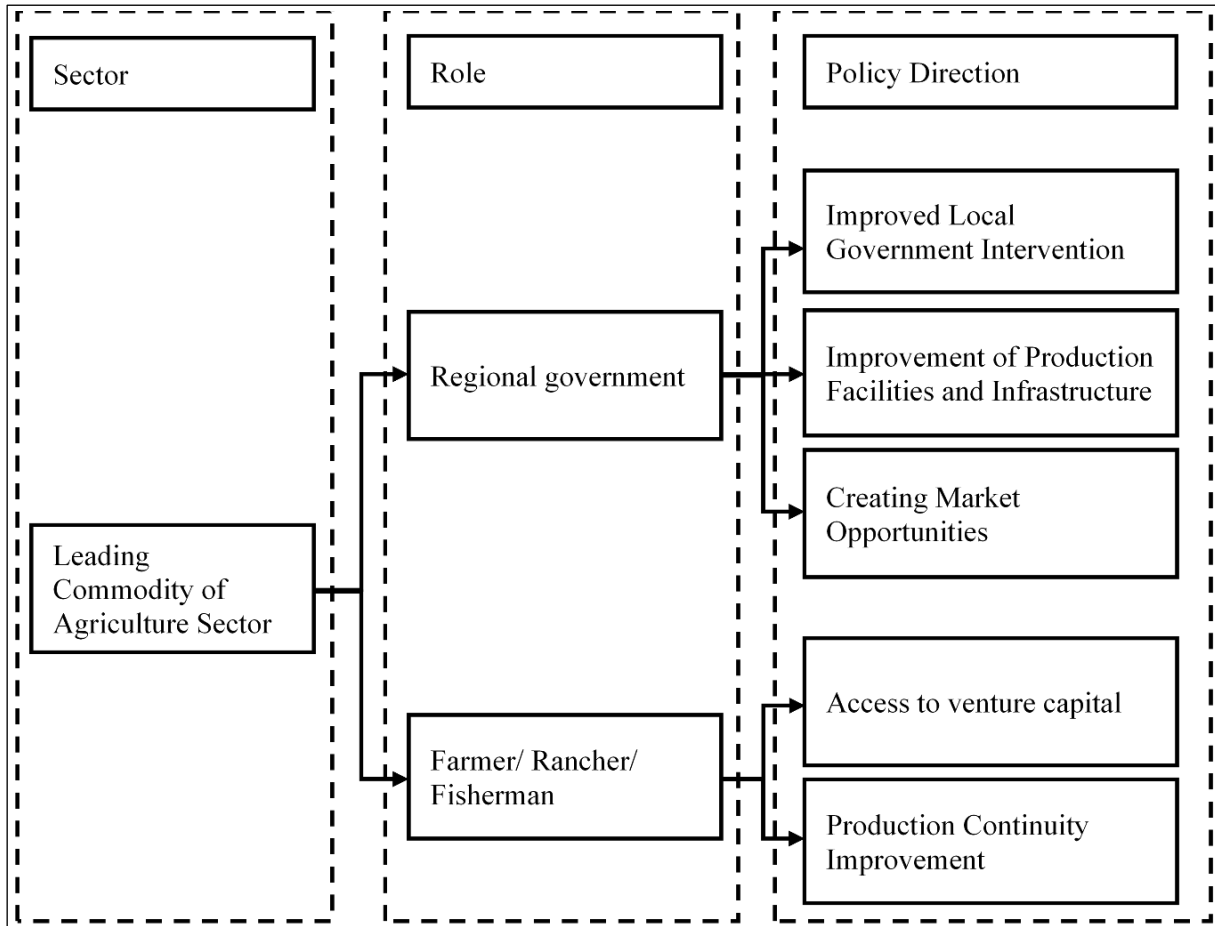 Sector
Role
Policy Direction
Improved Local
Government Intervention
Regional government
Improvement of Production
Facilities and Infrastructure
Creating Market
Opportunities
Leading
Commodity of
Agriculture Sector
Access to venture capital
Farmer/ Rancher/
Fisherman
Production Continuity
Improvement